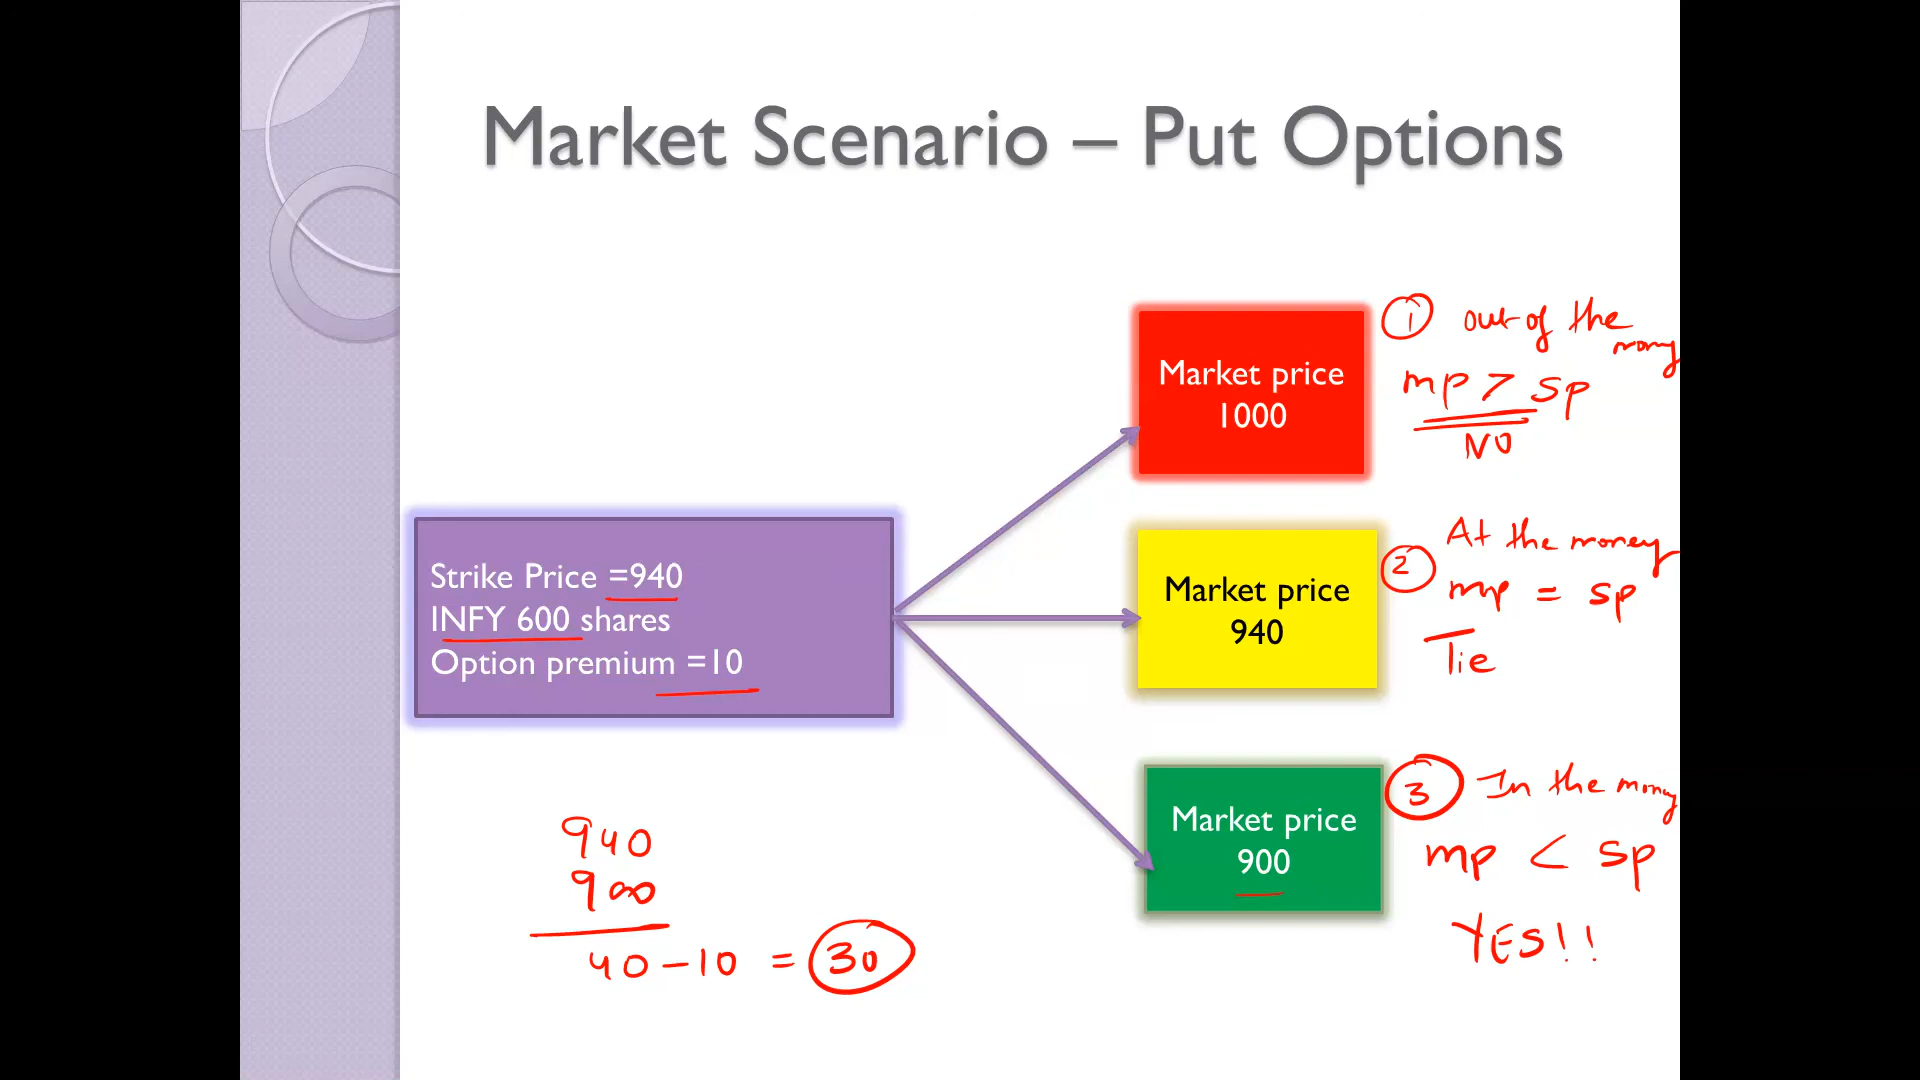 Market Scenario – Put Options
Market price
1000
1 out of the
money
mp > sp
NO
Strike Price =940
INFY 600 shares
Option premium =10
Market price
940
2 At the money
mp = sp
Tie
Market price
900
3 In the money
mp < sp
YES!!
940
900
40 – 10 = 30